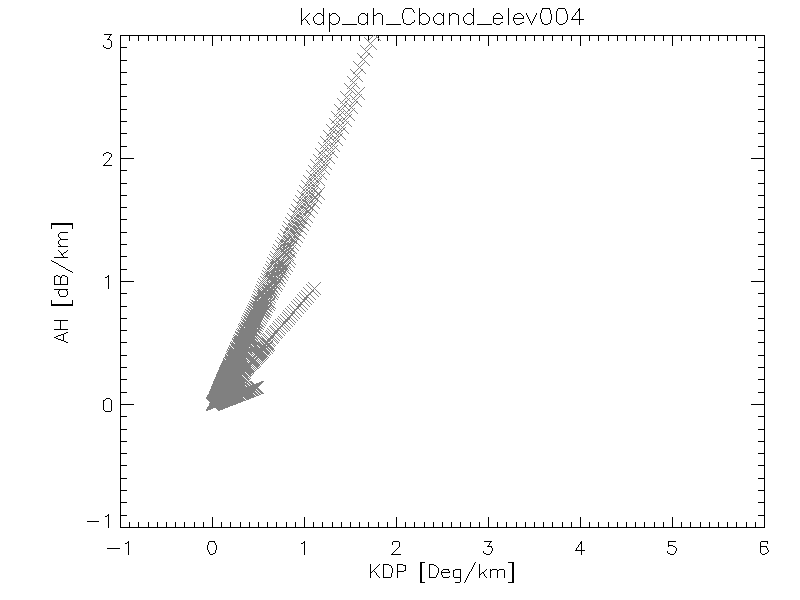 kdp_ah_Cband_elev004
3
2
1
0
-1
AH [dB/km]
-1 0 1 2 3 4 5 6
KDP [Deg/km]